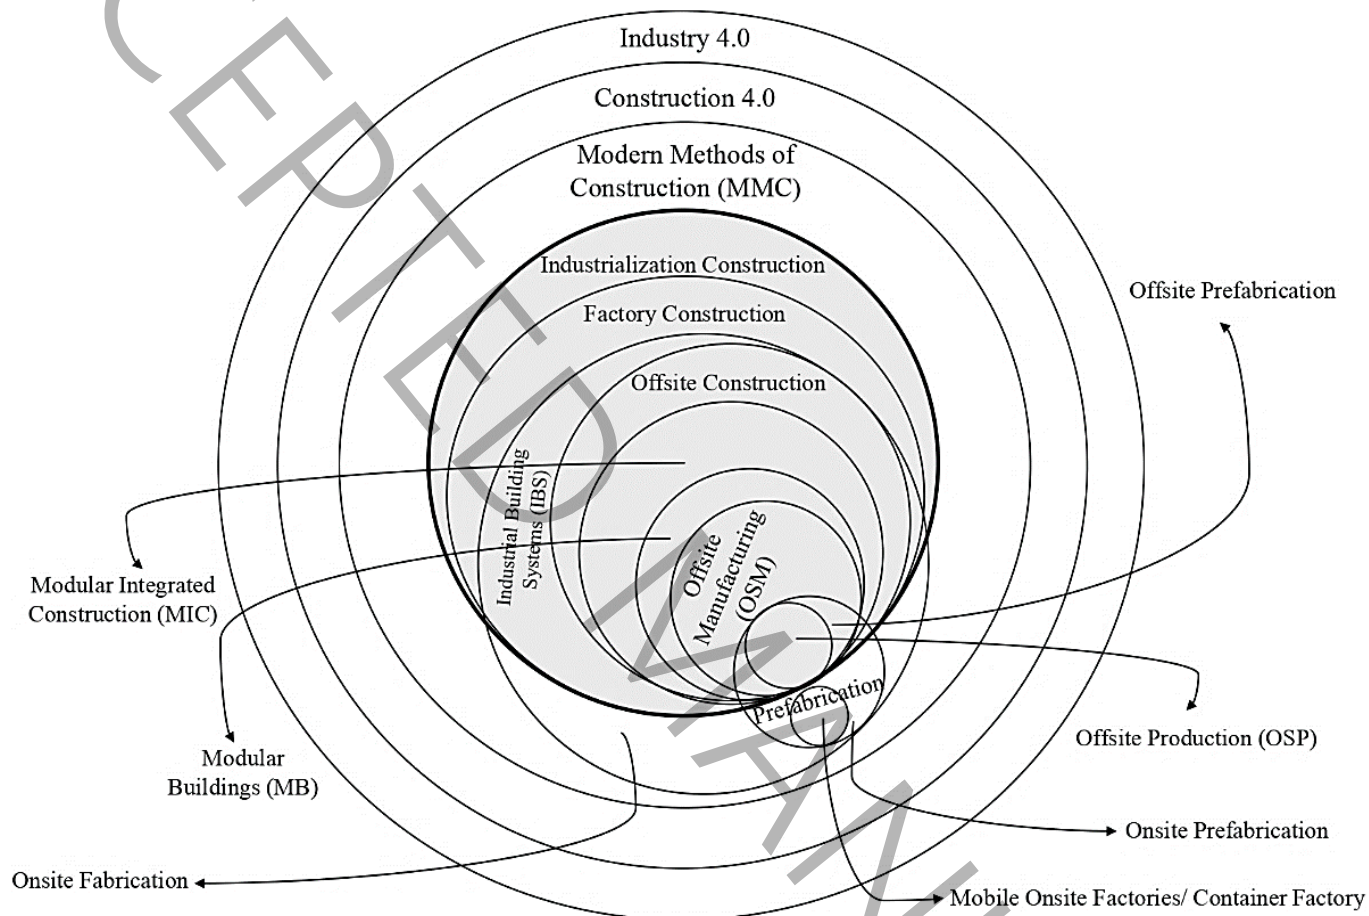 Industry 4.0
Construction 4.0
Modern Methods of
Construction (MMC)
Industrialization Construction
Offsite Prefabrication
Factory Construction
Offsite Construction
Industrial Building
Systems (IBS)
Offsite
Manufacturing
(OSM)
Modular Integrated
Construction (MIC)
Prefabrication
Offsite Production (OSP)
Modular
Buildings (MB)
Onsite Prefabrication
Onsite Fabrication
Mobile Onsite Factories/ Container Factory
CEPTED MAN